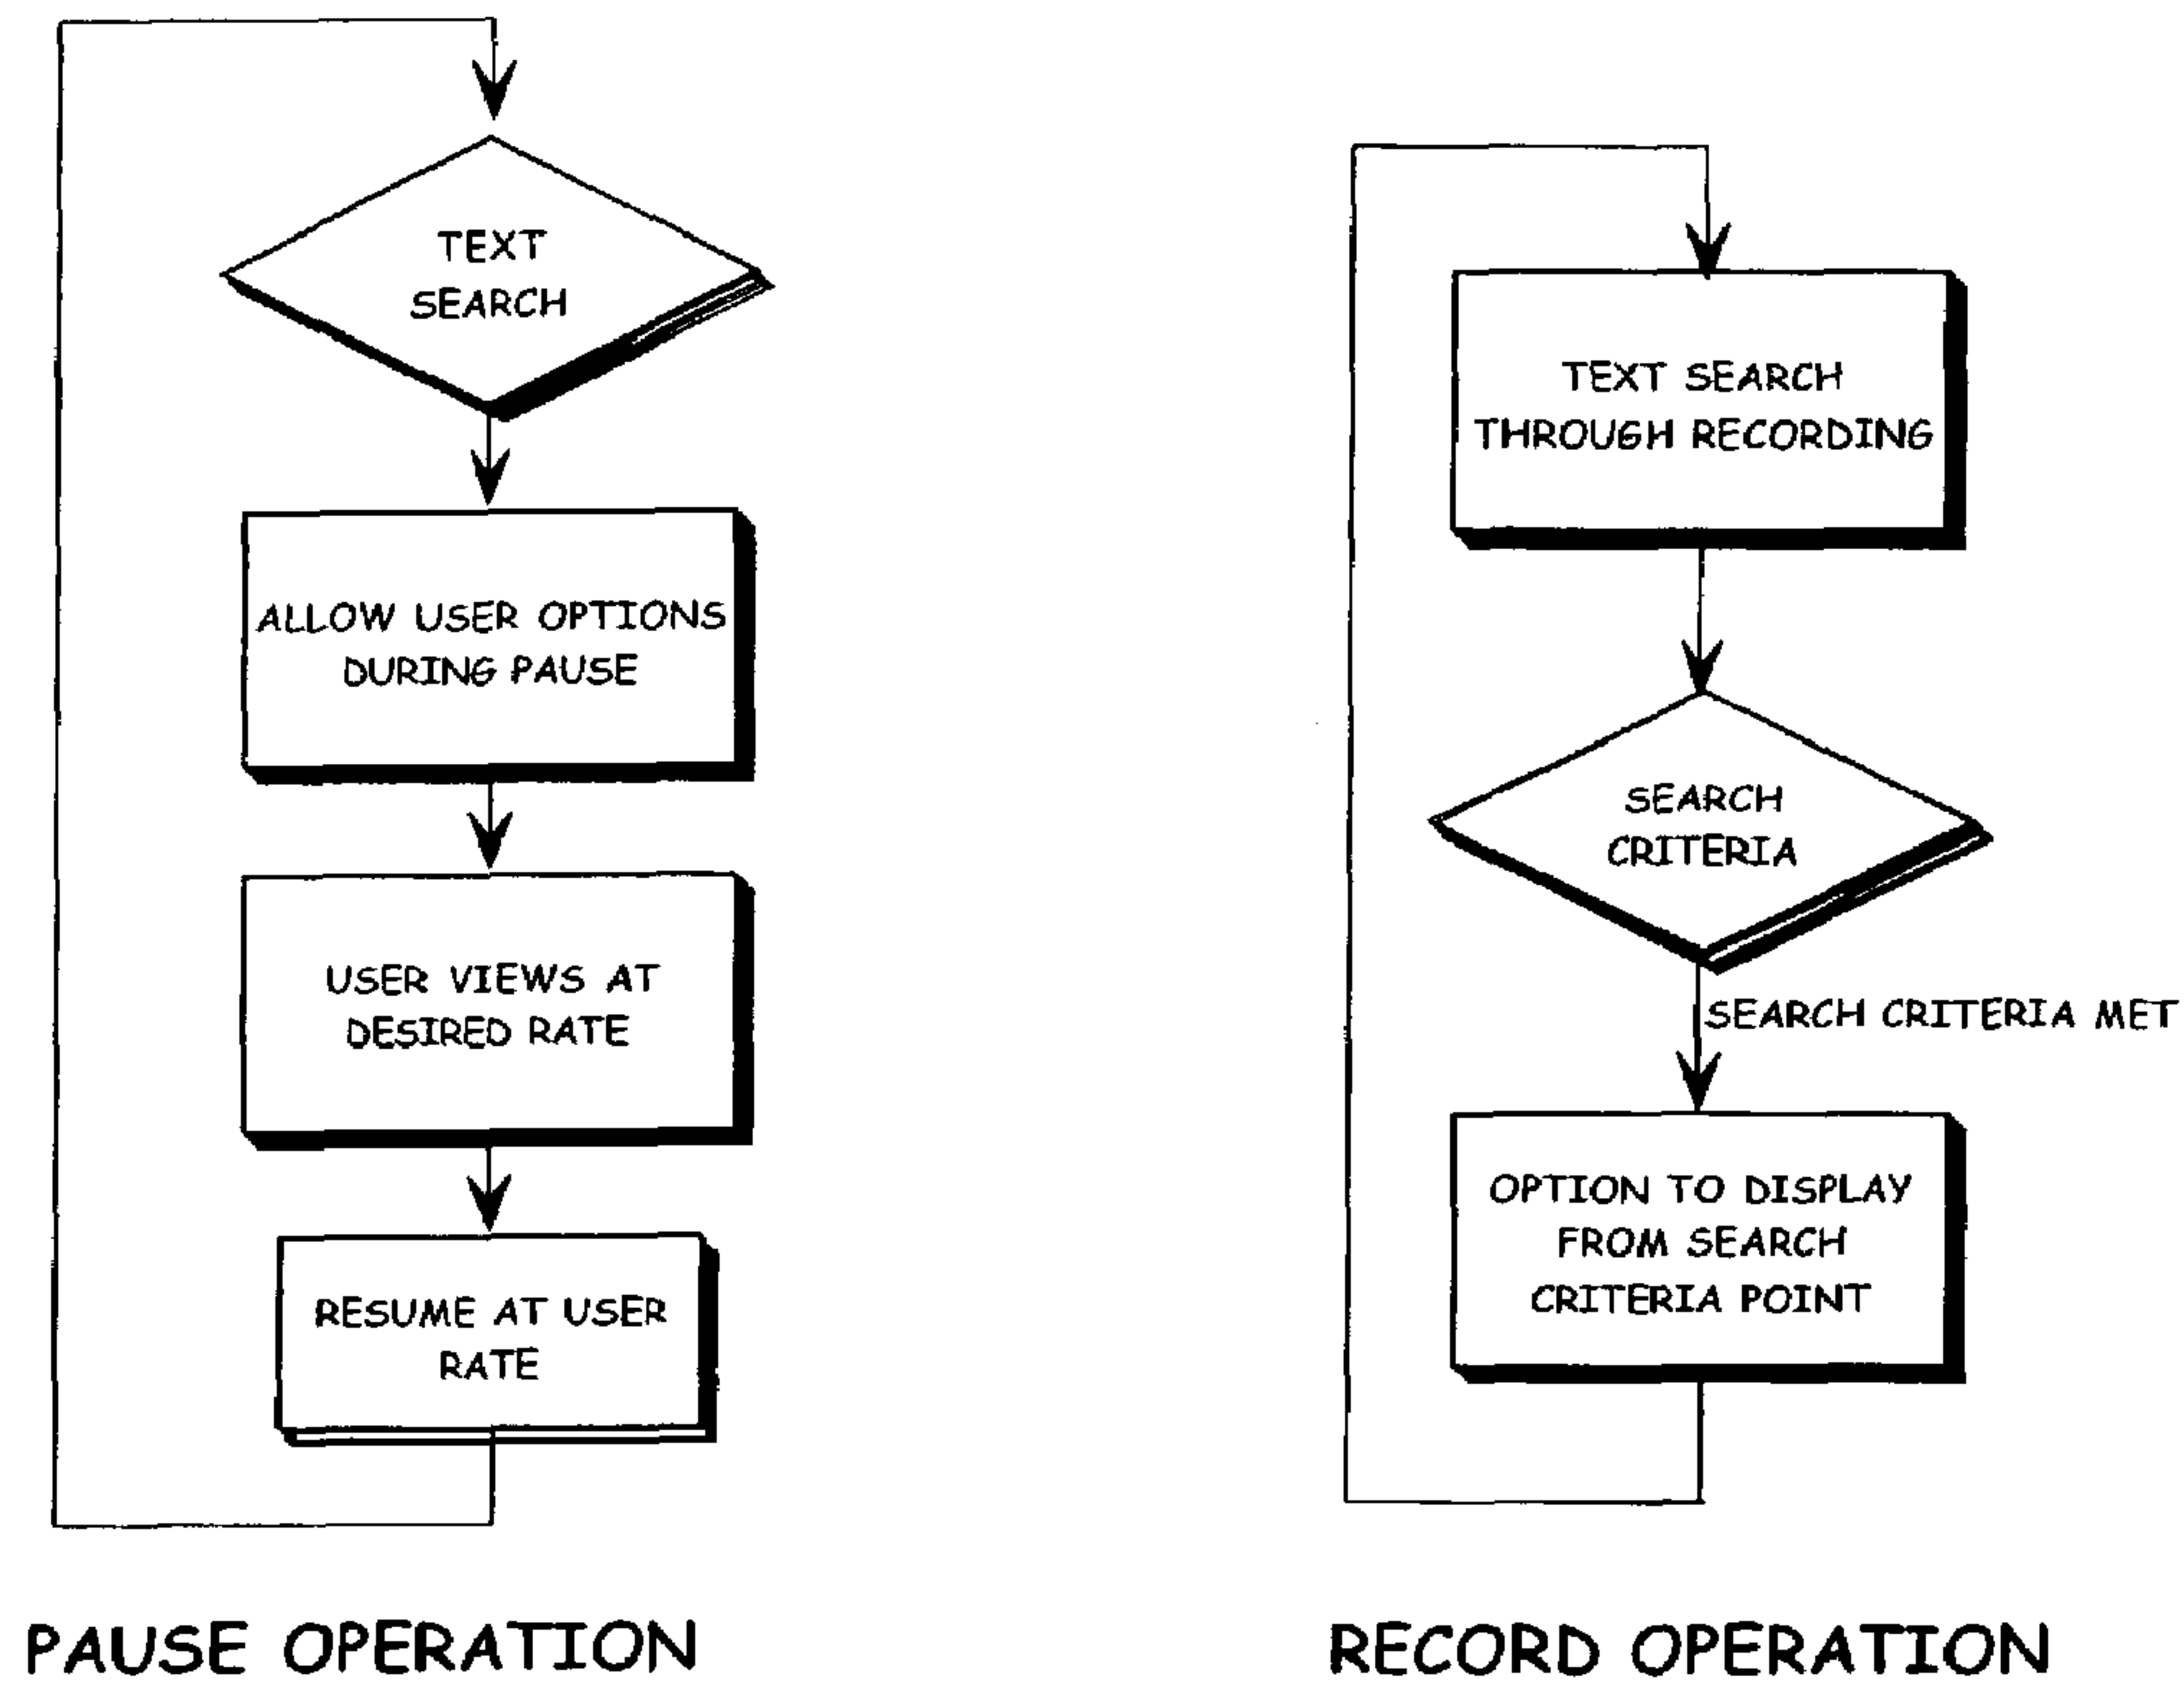 TEXT
SEARCH
ALLOW USER OPTIONS
DURING PAUSE
USER VIEWS AT
DESIRED RATE
RESUME AT USER
RATE
PAUSE OPERATION
TEXT SEARCH
THROUGH RECORDING
SEARCH
CRITERIA
SEARCH CRITERIA MET
OPTION TO DISPLAY
FROM SEARCH
CRITERIA POINT
RECORD OPERATION